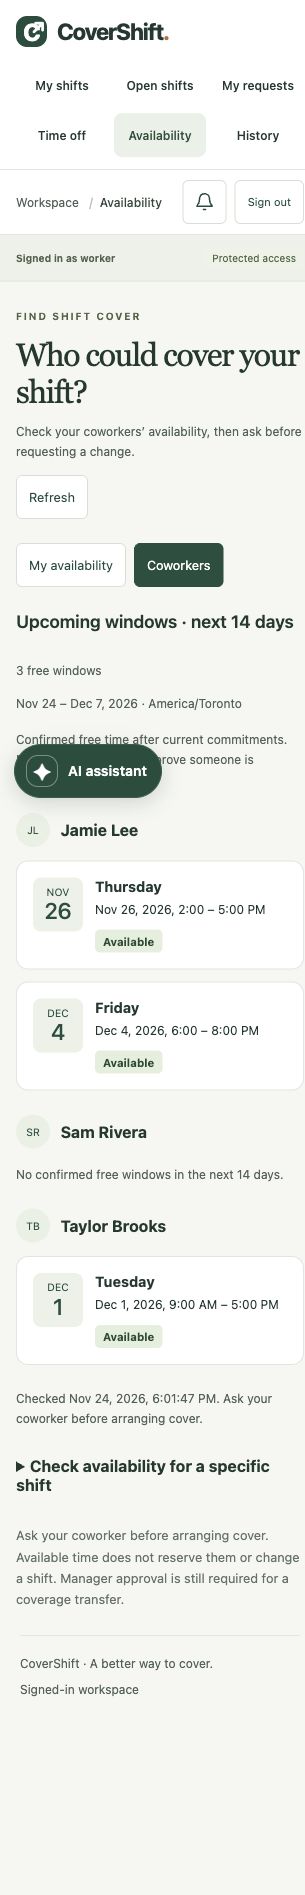 CoverShift.
My shifts
Open shifts
My requests
Time off
Availability
History
Workspace / Availability
Sign out
Signed in as worker
Protected access
FIND SHIFT COVER
Who could cover your
shift?
Check your coworkers’ availability, then ask before
requesting a change.
Refresh
My availability
Coworkers
Upcoming windows · next 14 days
3 free windows
Nov 24 – Dec 7, 2026 · America/Toronto
Confirmed free time after current commitments.
someone is
AI assistant
JL
Jamie Lee
NOV
26
Thursday
Nov 26, 2026, 2:00 – 5:00 PM
Available
DEC
4
Friday
Dec 4, 2026, 6:00 – 8:00 PM
Available
SR
Sam Rivera
No confirmed free windows in the next 14 days.
TB
Taylor Brooks
DEC
1
Tuesday
Dec 1, 2026, 9:00 AM – 5:00 PM
Available
Checked Nov 24, 2026, 6:01:47 PM. Ask your
coworker before arranging cover.
Check availability for a specific
shift
Ask your coworker before arranging cover.
Available time does not reserve them or change
a shift. Manager approval is still required for a
coverage transfer.
CoverShift · A better way to cover.
Signed-in workspace